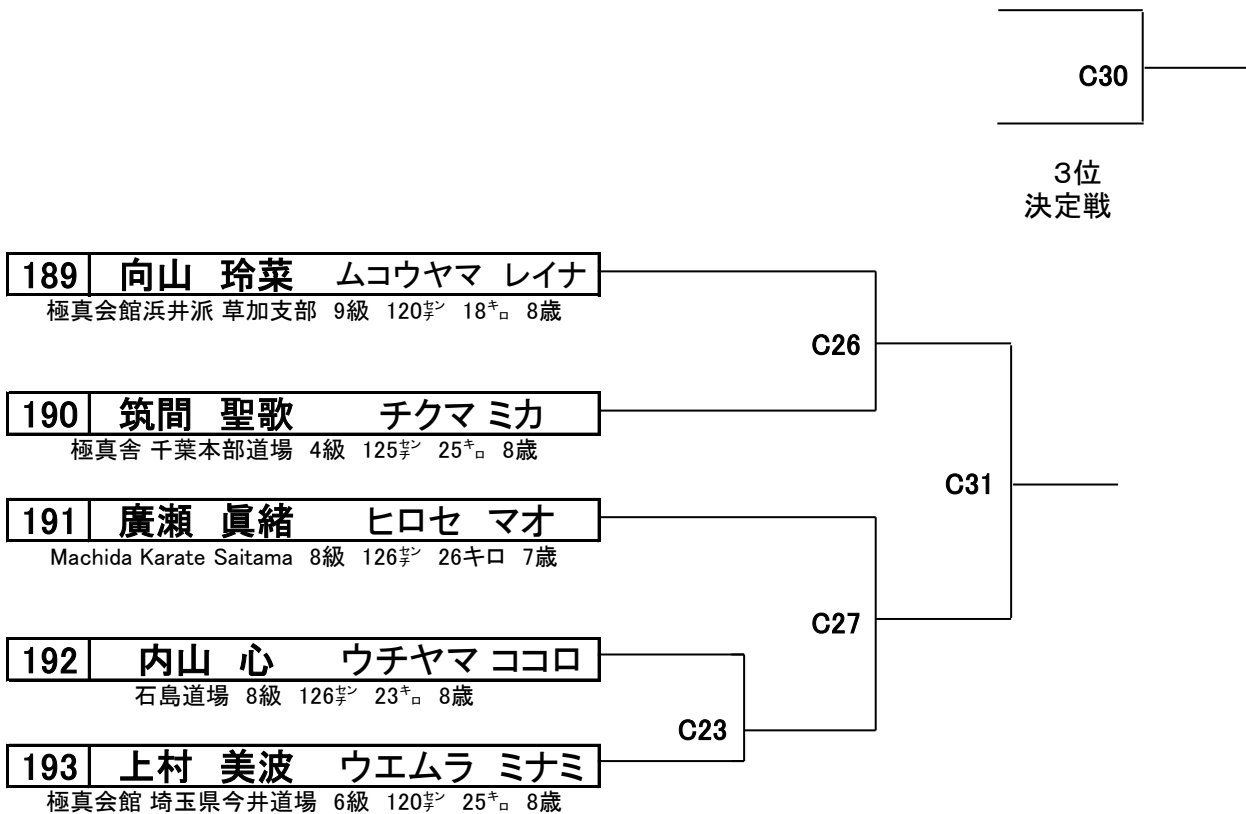 C30
３位
決定戦
189 向山 玲菜 ムコウヤマ レイナ
極真会館浜井派 草加支部 9級 120㌢ 18㌔ 8歳
C26
190 筑間 聖歌 チクマ ミカ
極真舎 千葉本部道場 4級 125㌢ 25㌔ 8歳
C31
191 廣瀬 眞緒 ヒロセ マオ
Machida Karate Saitama 8級 126㌢ 26キロ 7歳
C27
192 内山 心 ウチヤマ ココロ
石島道場 8級 126㌢ 23㌔ 8歳
C23
193 上村 美波 ウエムラ ミナミ
極真会館 埼玉県今井道場 6級 120㌢ 25㌔ 8歳